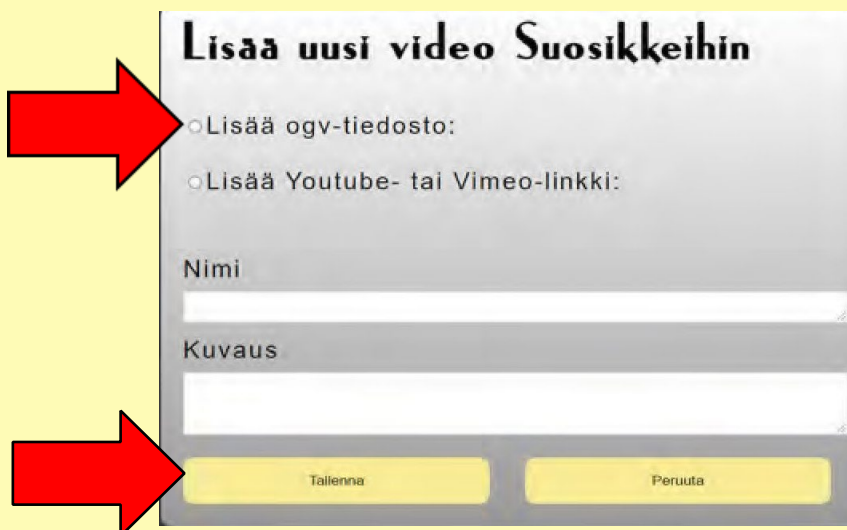 Lisää uusi video Suosikkeihin
Lisää ogv-tiedosto:
Lisää Youtube- tai Vimeo-linkki:
Nimi
Kuvaus
Tallenna
Peruuta